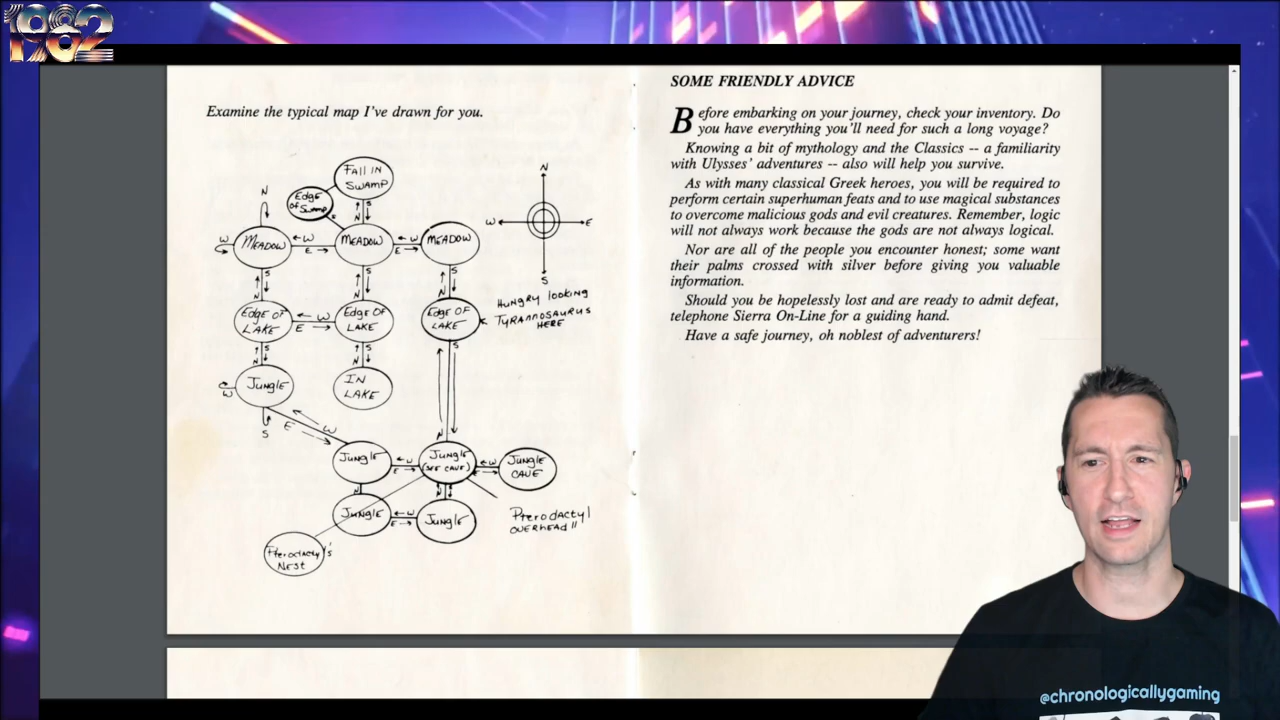 1982
Examine the typical map I've drawn for you.
Fall in
Swamp
Edge
of Swamp
N
S
N
N
W
E
S
W
Meadow
W
E
Meadow
W
E
Meadow
S
N
S
N
S
N
Edge of
Lake
W
E
Edge of
Lake
Edge of
Lake
Hungry looking
Tyrannosaurus
Here
S
N
S
N
S
W
Jungle
In
Lake
S
E
W
N
Jungle
W
E
Jungle
(see cave)
W
E
Jungle
Cave
N
N
Jungle
W
E
Jungle
Pterodactyl
overhead!!
Pterodactyl's
Nest
SOME FRIENDLY ADVICE
Before embarking on your journey, check your inventory. Do
you have everything you'll need for such a long voyage?
Knowing a bit of mythology and the Classics -- a familiarity
with Ulysses' adventures -- also will help you survive.
As with many classical Greek heroes, you will be required to
perform certain superhuman feats and to use magical substances
to overcome malicious gods and evil creatures. Remember, logic
will not always work because the gods are not always logical.
Nor are all of the people you encounter honest; some want
their palms crossed with silver before giving you valuable
information.
Should you be hopelessly lost and are ready to admit defeat,
telephone Sierra On-Line for a guiding hand.
Have a safe journey, oh noblest of adventurers!
@chronologicallygaming